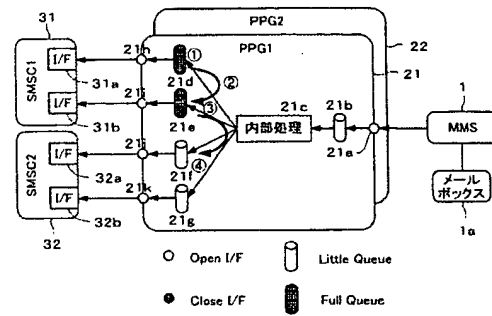 PPG2
31
PPG1
22
21h
①
21
I/F
②
SMSC1
31a
21d
21i
③
21c
21b
1
I/F
31b
21e
内部処理
MMS
21j
21a
I/F
④
SMSC2
32a
21f
メール
ボックス
21k
I/F
32b
21g
1a
32
Open I/F
Little Queue
Close I/F
Full Queue